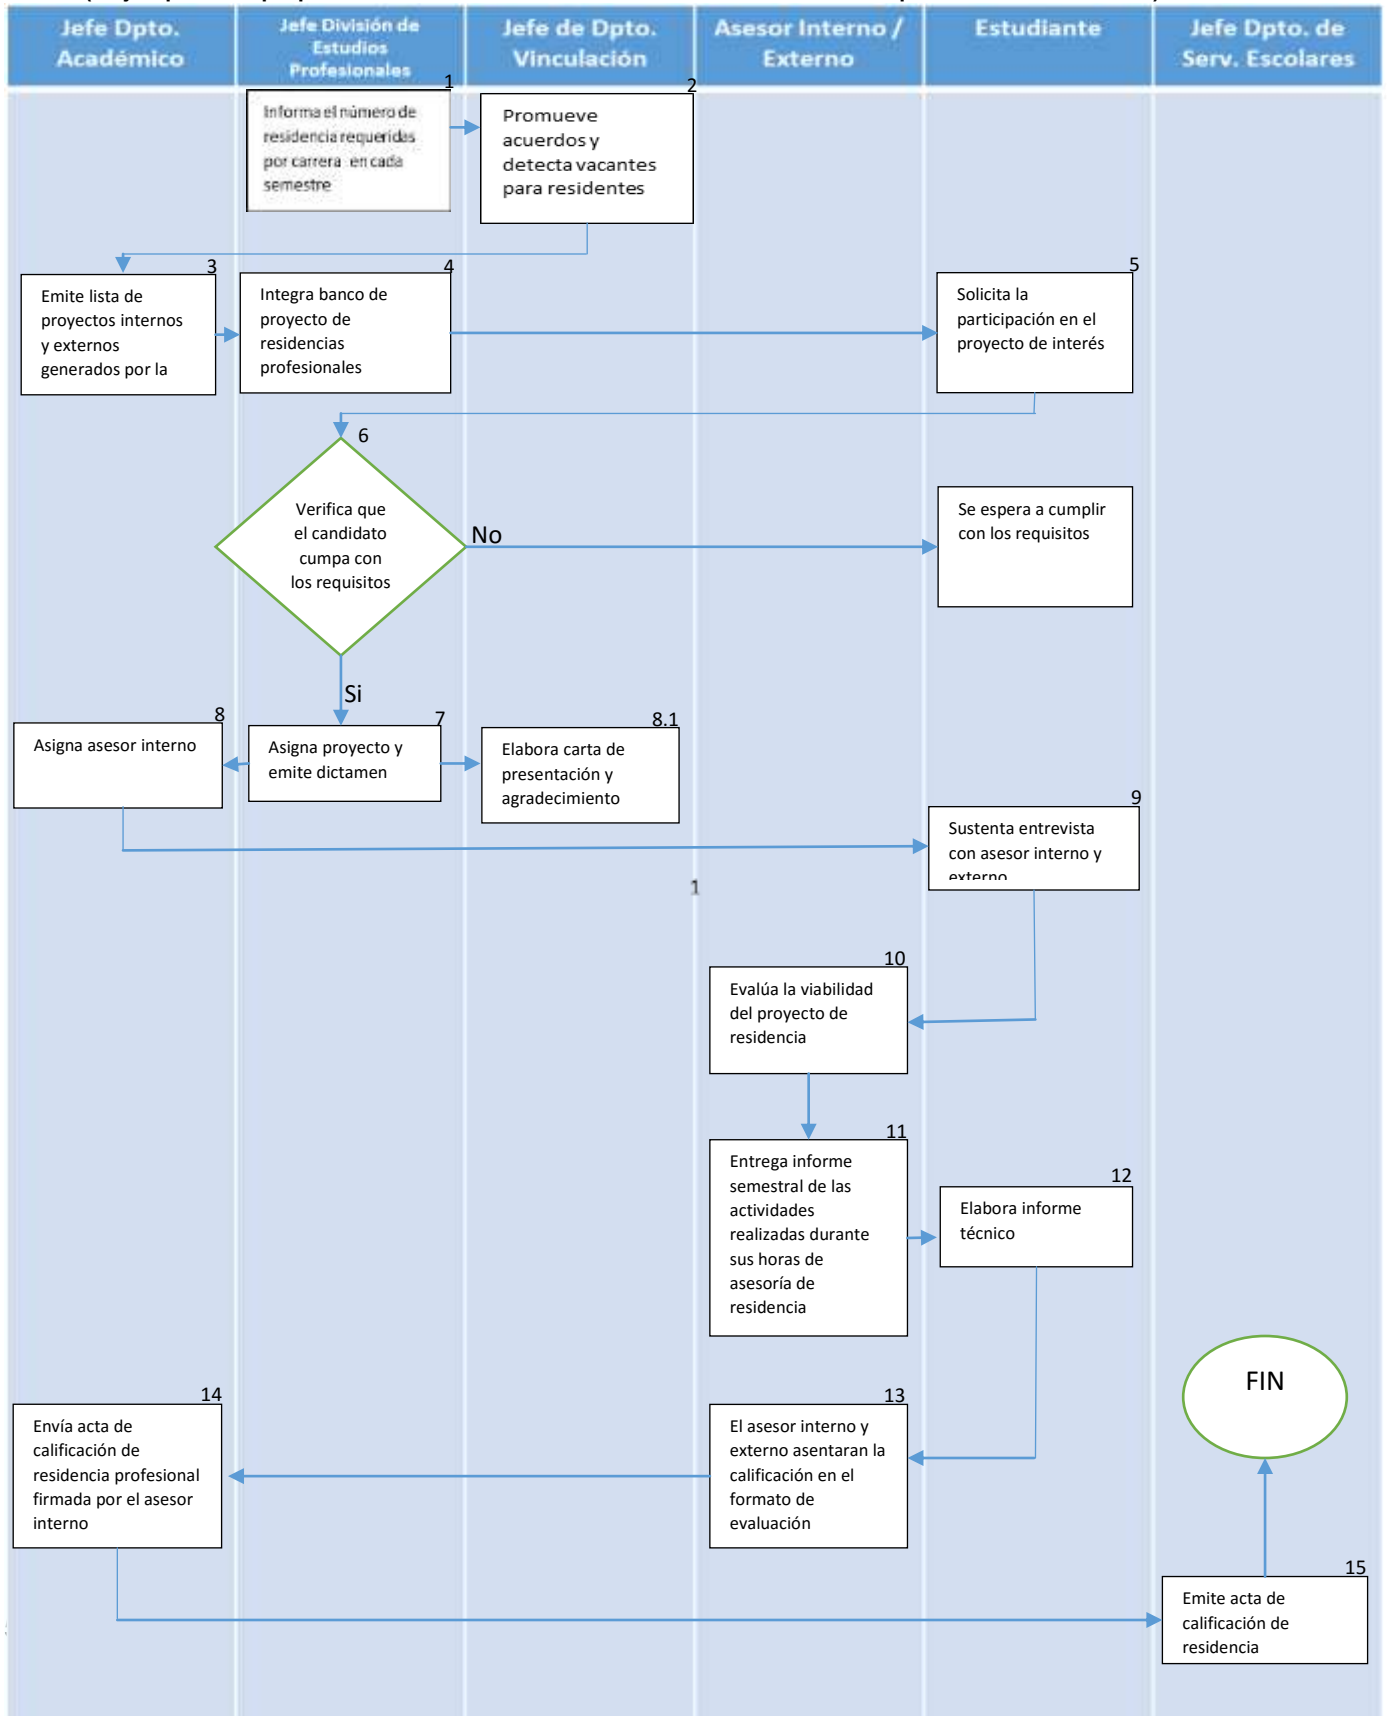 Jefe Dpto.
Académico
Jefe División de
Estudios
Profesionales
Jefe de Dpto.
Vinculación
Asesor Interno /
Externo
Estudiante
Jefe Dpto. de
Serv. Escolares
1
Informa el número de
residencia requeridas
por carrera en cada
semestre
2
Promueve
acuerdos y
detecta vacantes
para residentes
3
Emite lista de
proyectos internos
y externos
generados por la
4
Integra banco de
proyecto de
residencias
profesionales
5
Solicita la
participación en el
proyecto de interés
6
Verifica que
el candidato
cumpa con
los requisitos
No
Se espera a cumplir
con los requisitos
Si
8
Asigna asesor interno
7
Asigna proyecto y
emite dictamen
8.1
Elabora carta de
presentación y
agradecimiento
9
Sustenta entrevista
con asesor interno y
externo
1
10
Evalúa la viabilidad
del proyecto de
residencia
11
Entrega informe
semestral de las
actividades
realizadas durante
sus horas de
asesoría de
residencia
12
Elabora informe
técnico
FIN
14
Envía acta de
calificación de
residencia profesional
firmada por el asesor
interno
13
El asesor interno y
externo asentaran la
calificación en el
formato de
evaluación
15
Emite acta de
calificación de
residencia